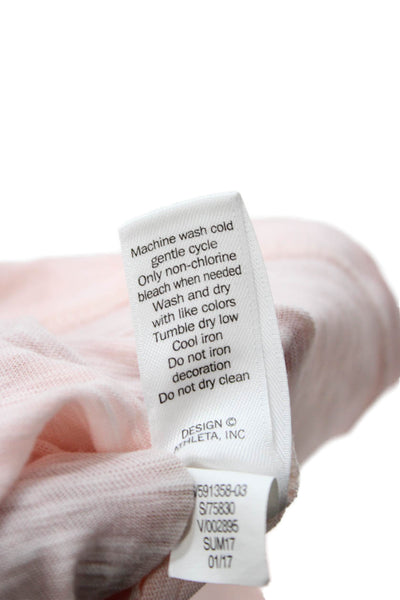 Machine wash cold
gentle cycle
Only non-chlorine
bleach when needed
Wash and dry
with like colors
Tumble dry low
Cool iron
Do not iron
decoration
Do not dry clean
DESIGN ©
THLETA, INC
591358-03
S/75830
V/002895
SUM17
01/17